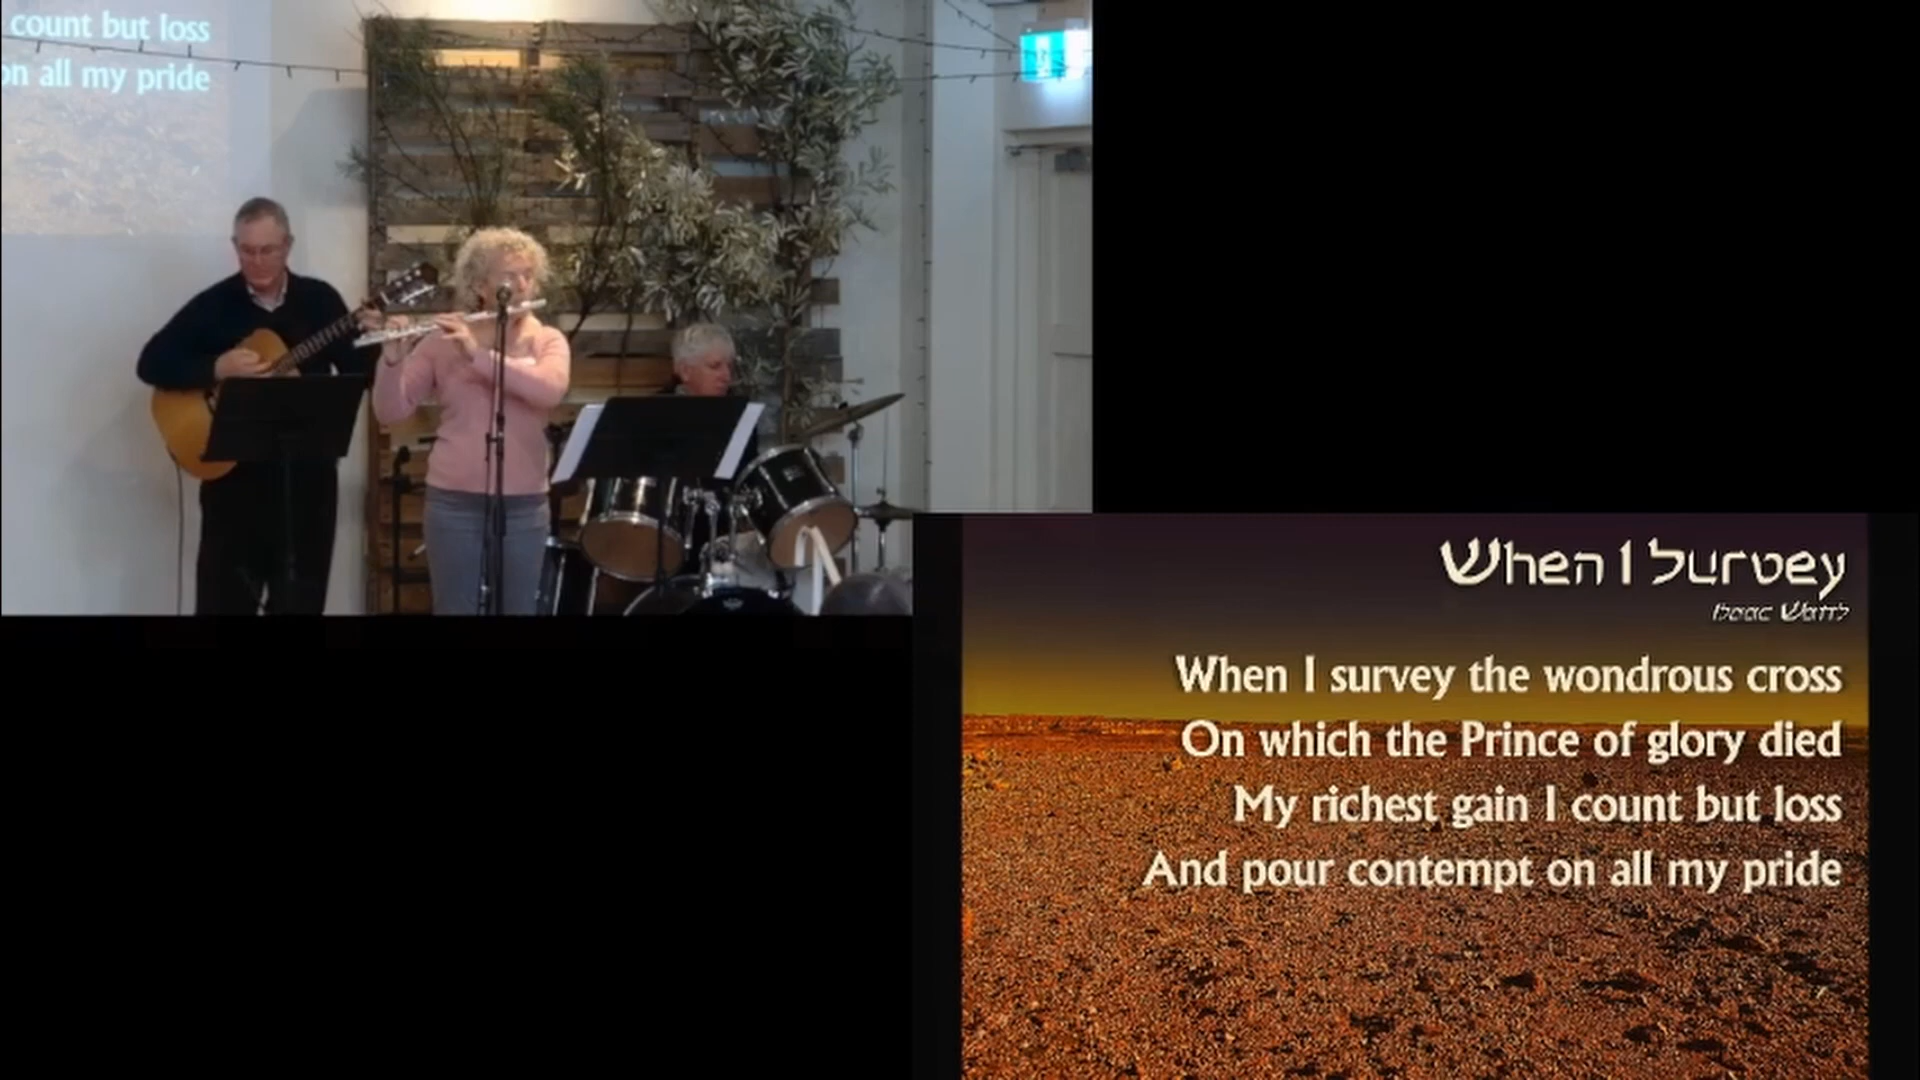 count but loss
on all my pride
When I Survey
Isaac Watts
When I survey the wondrous cross
On which the Prince of glory died
My richest gain I count but loss
And pour contempt on all my pride